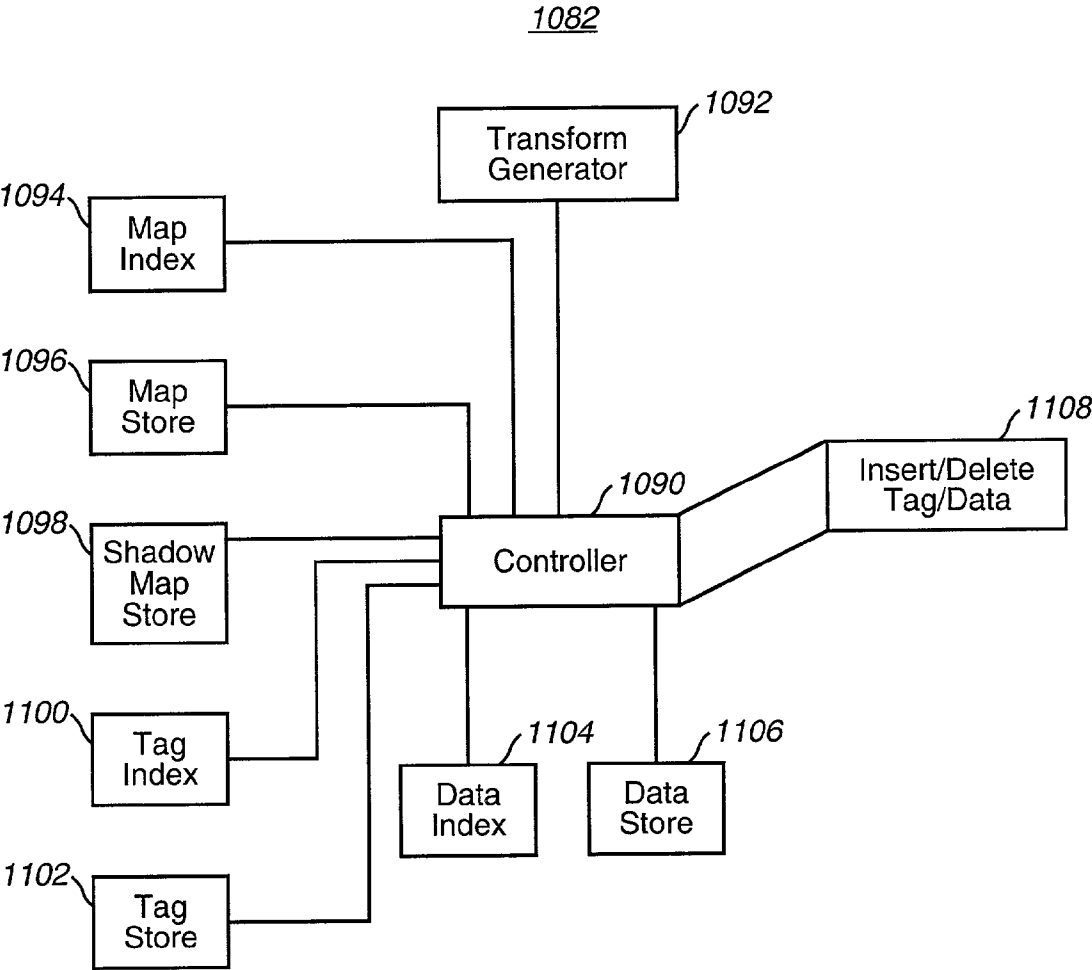 1082
1092
Transform
Generator
1094
Map
Index
1096
Map
Store
1108
Insert/Delete
Tag/Data
1090
Controller
1098
Shadow
Map
Store
1100
Tag
Index
1104
Data
Index
1106
Data
Store
1102
Tag
Store